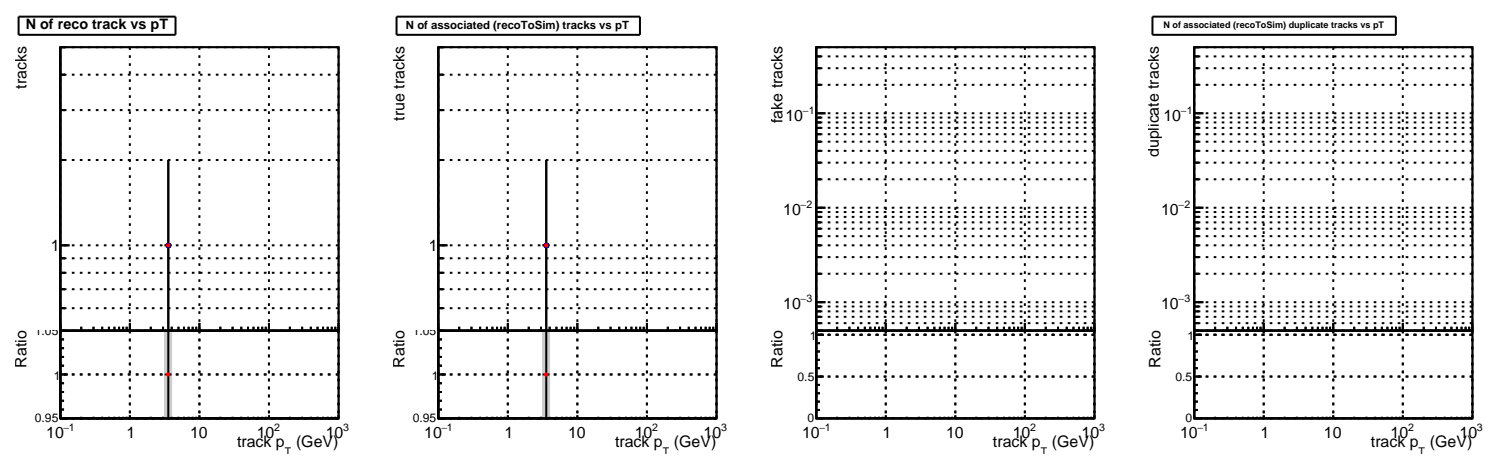 N of reco track vs pT
tracks
1
1.05
Ratio
1
0.95
10⁻¹ 1 10 10² 10³
track p_T (GeV)
N of associated (recoToSim) tracks vs pT
true tracks
1
1.05
Ratio
1
0.95
10⁻¹ 1 10 10² 10³
track p_T (GeV)
fake tracks
10⁻¹
10⁻²
10⁻³
Ratio
1
0.5
0
10⁻¹ 1 10 10² 10³
track p_T (GeV)
N of associated (recoToSim) duplicate tracks vs pT
duplicate tracks
10⁻¹
10⁻²
10⁻³
Ratio
1
0.5
0
10⁻¹ 1 10 10² 10³
track p_T (GeV)